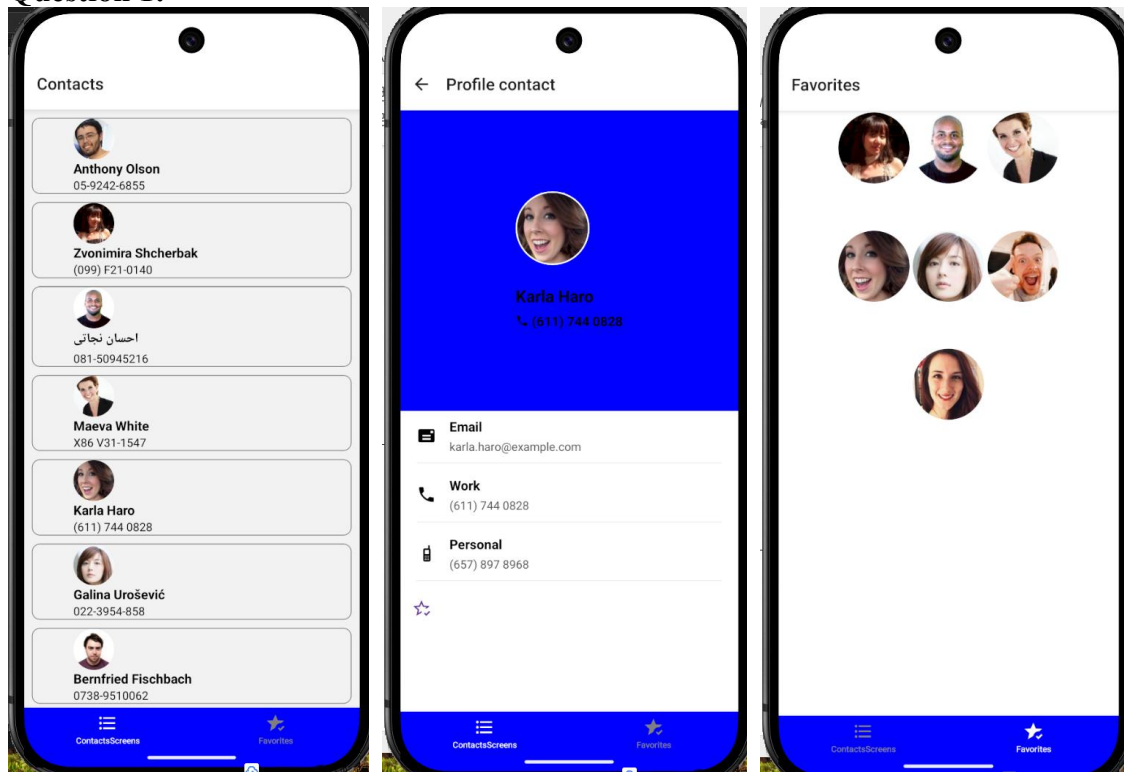 Question 1:
Contacts
Anthony Olson
05-9242-6855
Zvonimira Shcherbak
(099) F21-0140
احسان نجاتی
081-50945216
Maeva White
X86 V31-1547
Karla Haro
(611) 744 0828
Galina Urošević
022-3954-858
Bernfried Fischbach
0738-9510062
ContactsScreens
Favorites
Profile contact
Karla Haro
(611) 744 0828
Email
karla.haro@example.com
Work
(611) 744 0828
Personal
(657) 897 8968
ContactsScreens
Favorites
Favorites
ContactsScreens
Favorites